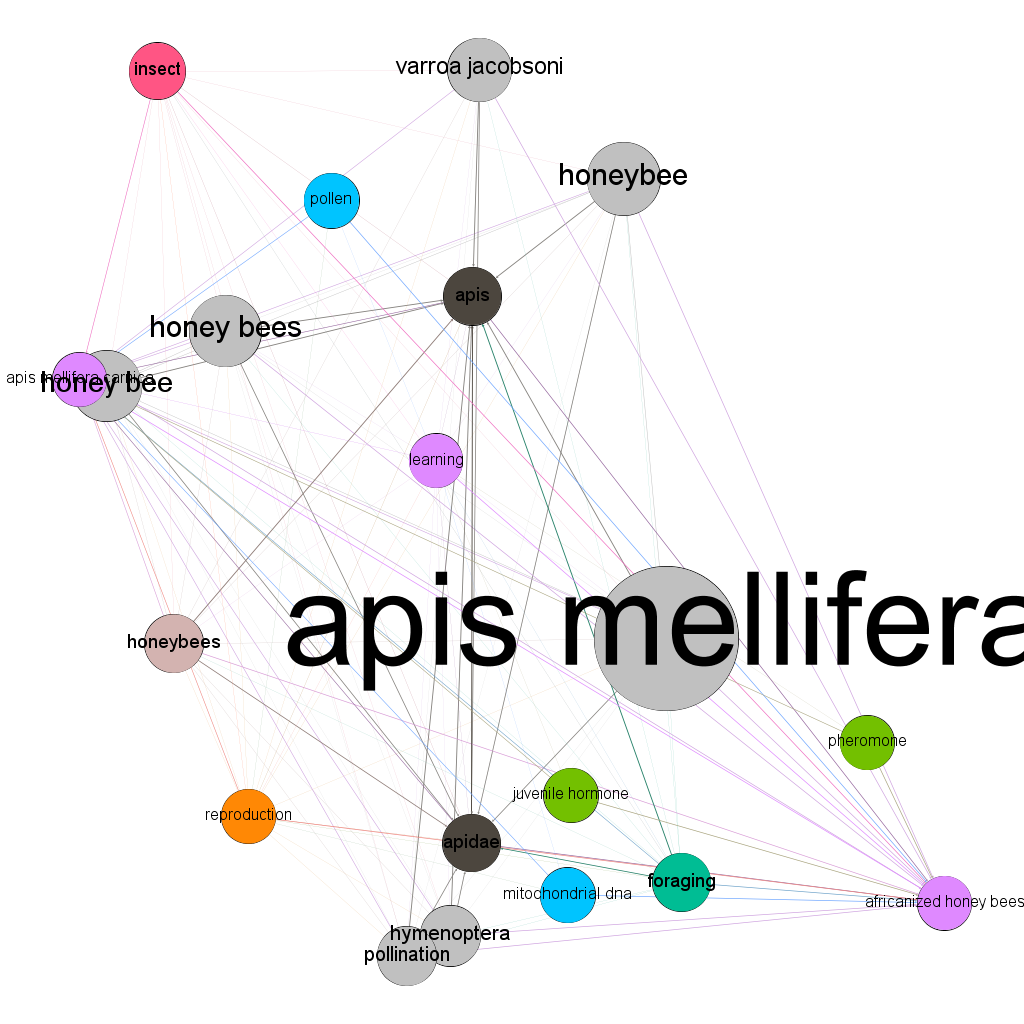 insect
varroa jacobsoni
honeybee
pollen
apis
honey bees
apis mellifera carnica
honey bee
learning
apis mellifera
honeybees
pheromone
juvenile hormone
reproduction
apidae
foraging
mitochondrial dna
africanized honey bees
hymenoptera
pollination